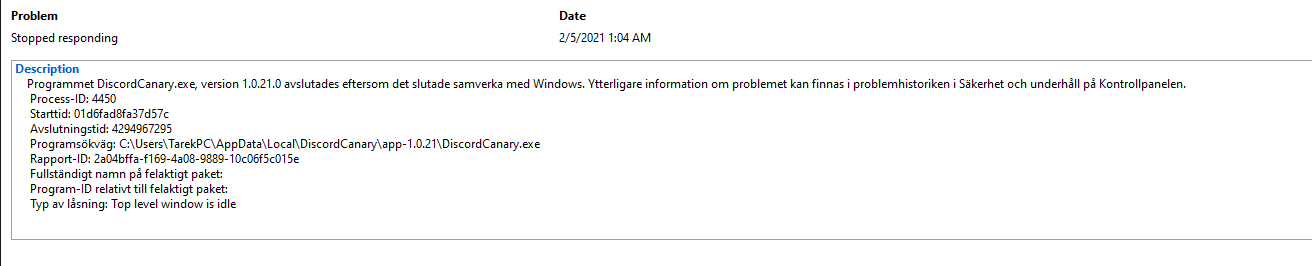 Problem Date
Stopped responding 2/5/2021 1:04 AM
Description
Programmet DiscordCanary.exe, version 1.0.21.0 avslutades eftersom det slutade samverka med Windows. Ytterligare information om problemet kan finnas i problemhistoriken i Säkerhet och underhåll på Kontrollpanelen.
Process-ID: 4450
Starttid: 01d6fad8fa37d57c
Avslutningstid: 4294967295
Programsökväg: C:\Users\TarekPC\AppData\Local\DiscordCanary\app-1.0.21\DiscordCanary.exe
Rapport-ID: 2a04bffa-f169-4a08-9889-10c06f5c015e
Fullständigt namn på felaktigt paket:
Program-ID relativt till felaktigt paket:
Typ av låsning: Top level window is idle